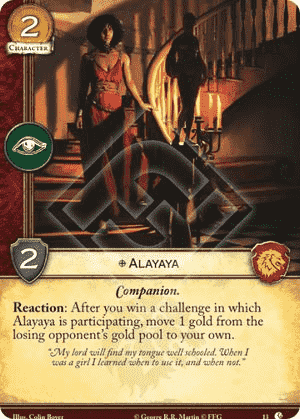 2
CHARACTER
2
ALAYAYA
Companion.
Reaction: After you win a challenge in which
Alayaya is participating, move 1 gold from the
losing opponent's gold pool to your own.
"My lord will find my tongue well schooled. When I
was a girl I learned when to use it, and when not."
Illus. Colin Boyer © George R.R. Martin © FFG 11